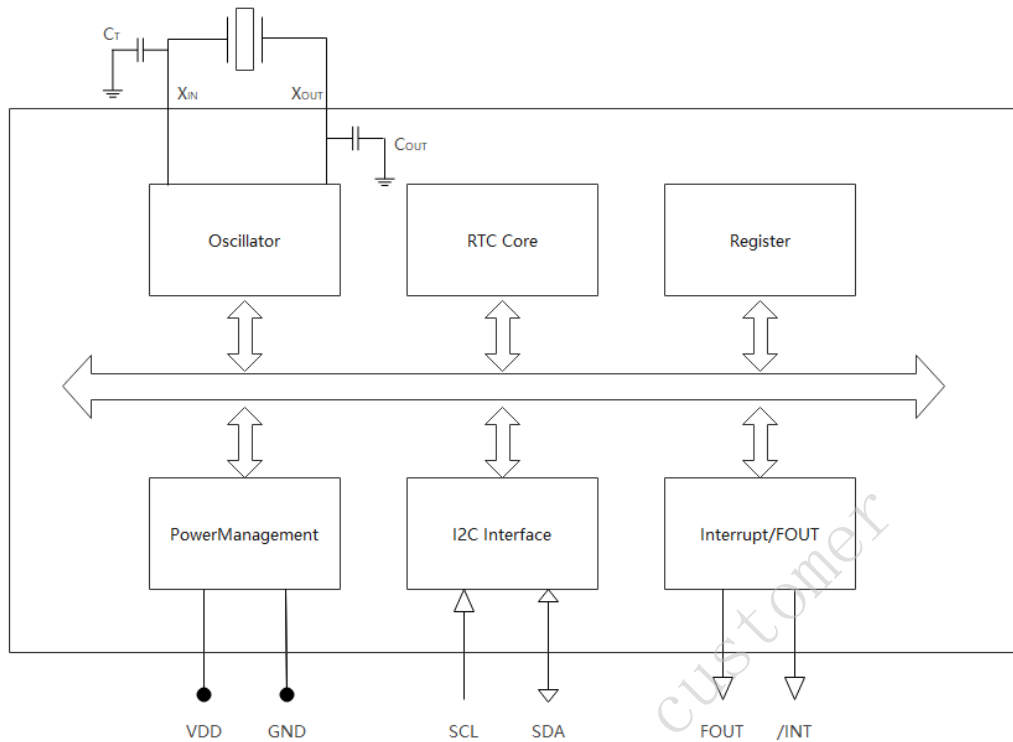 CT
XIN XOUT
COUT
Oscillator RTC Core Register
PowerManagement I2C Interface Interrupt/FOUT
customer
VDD GND SCL SDA FOUT /INT